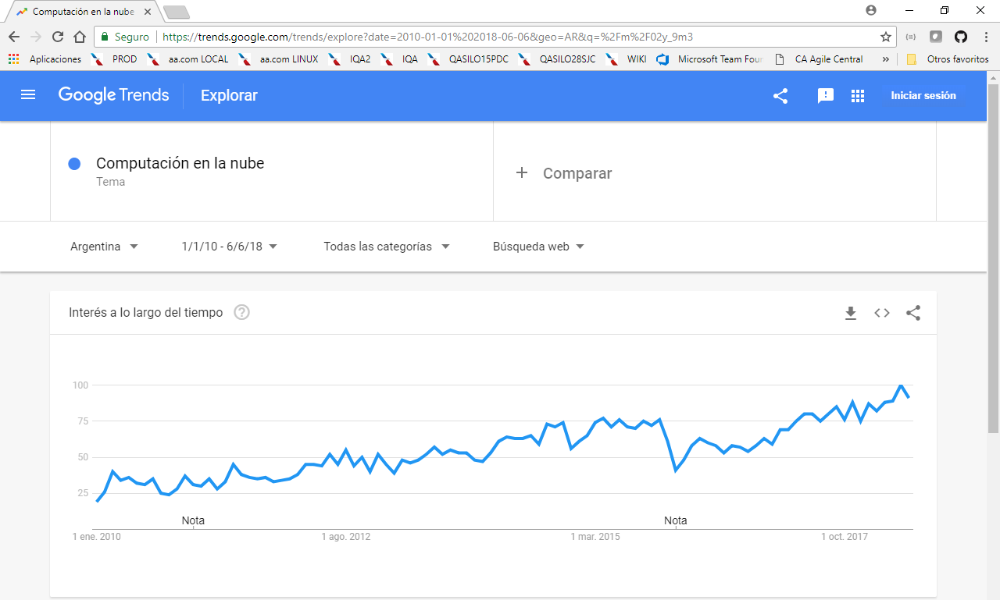 Computación en la nube
Seguro https://trends.google.com/trends/explore?date=2010-01-01%202018-06-06&geo=AR&q=%2Fm%2F02y_9m3
Aplicaciones PROD aa.com LOCAL aa.com LINUX IQA2 IQA QASILO15PDC QASILO28SJC WIKI Microsoft Team Four CA Agile Central » Otros favoritos
Google Trends Explorar Iniciar sesión
Computación en la nube
Tema
+ Comparar
Argentina 1/1/10 - 6/6/18 Todas las categorías Búsqueda web
Interés a lo largo del tiempo ?
100
75
50
25
Nota Nota
1 ene. 2010 1 ago. 2012 1 mar. 2015 1 oct. 2017